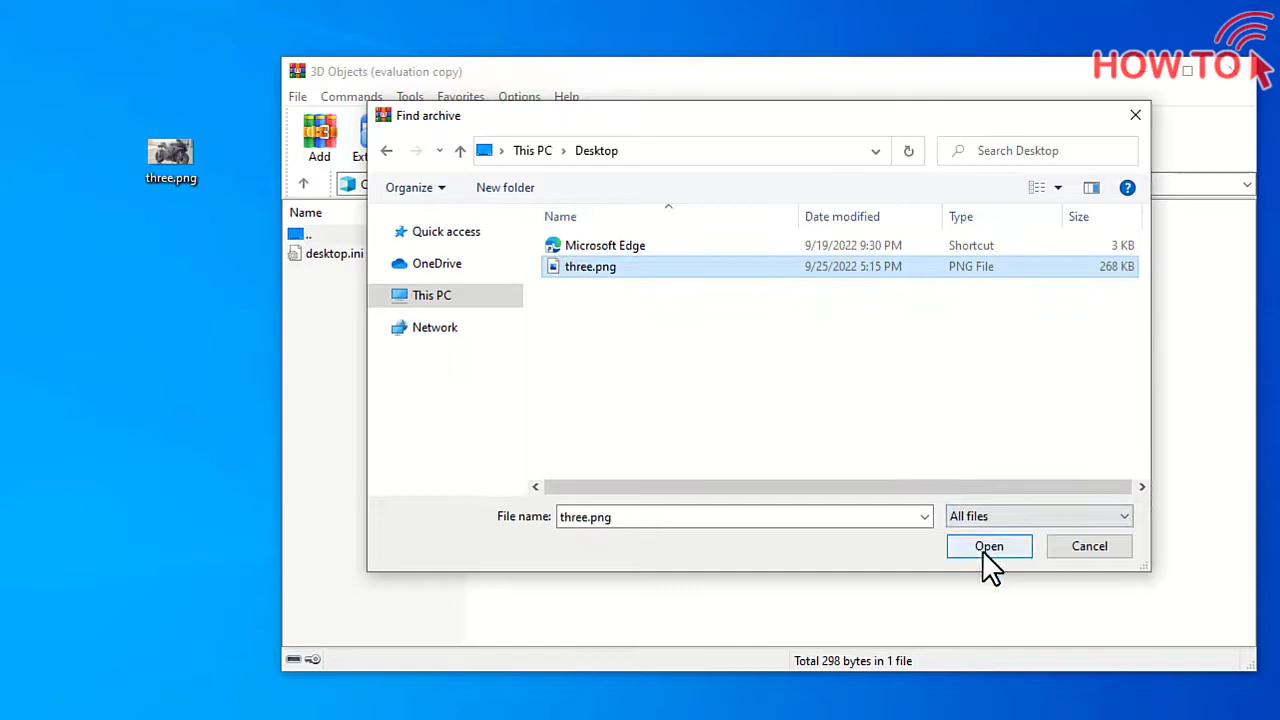 HOW TO
3D Objects (evaluation copy)
File Commands Tools Favorites Options Help
Find archive
three.png
Add
This PC > Desktop
Search Desktop
Organize
New folder
Name
Name Date modified Type Size
..
desktop.ini
Quick access
OneDrive
This PC
Network
Microsoft Edge 9/19/2022 9:30 PM Shortcut 3 KB
three.png 9/25/2022 5:15 PM PNG File 268 KB
File name: three.png All files
Open Cancel
Total 298 bytes in 1 file